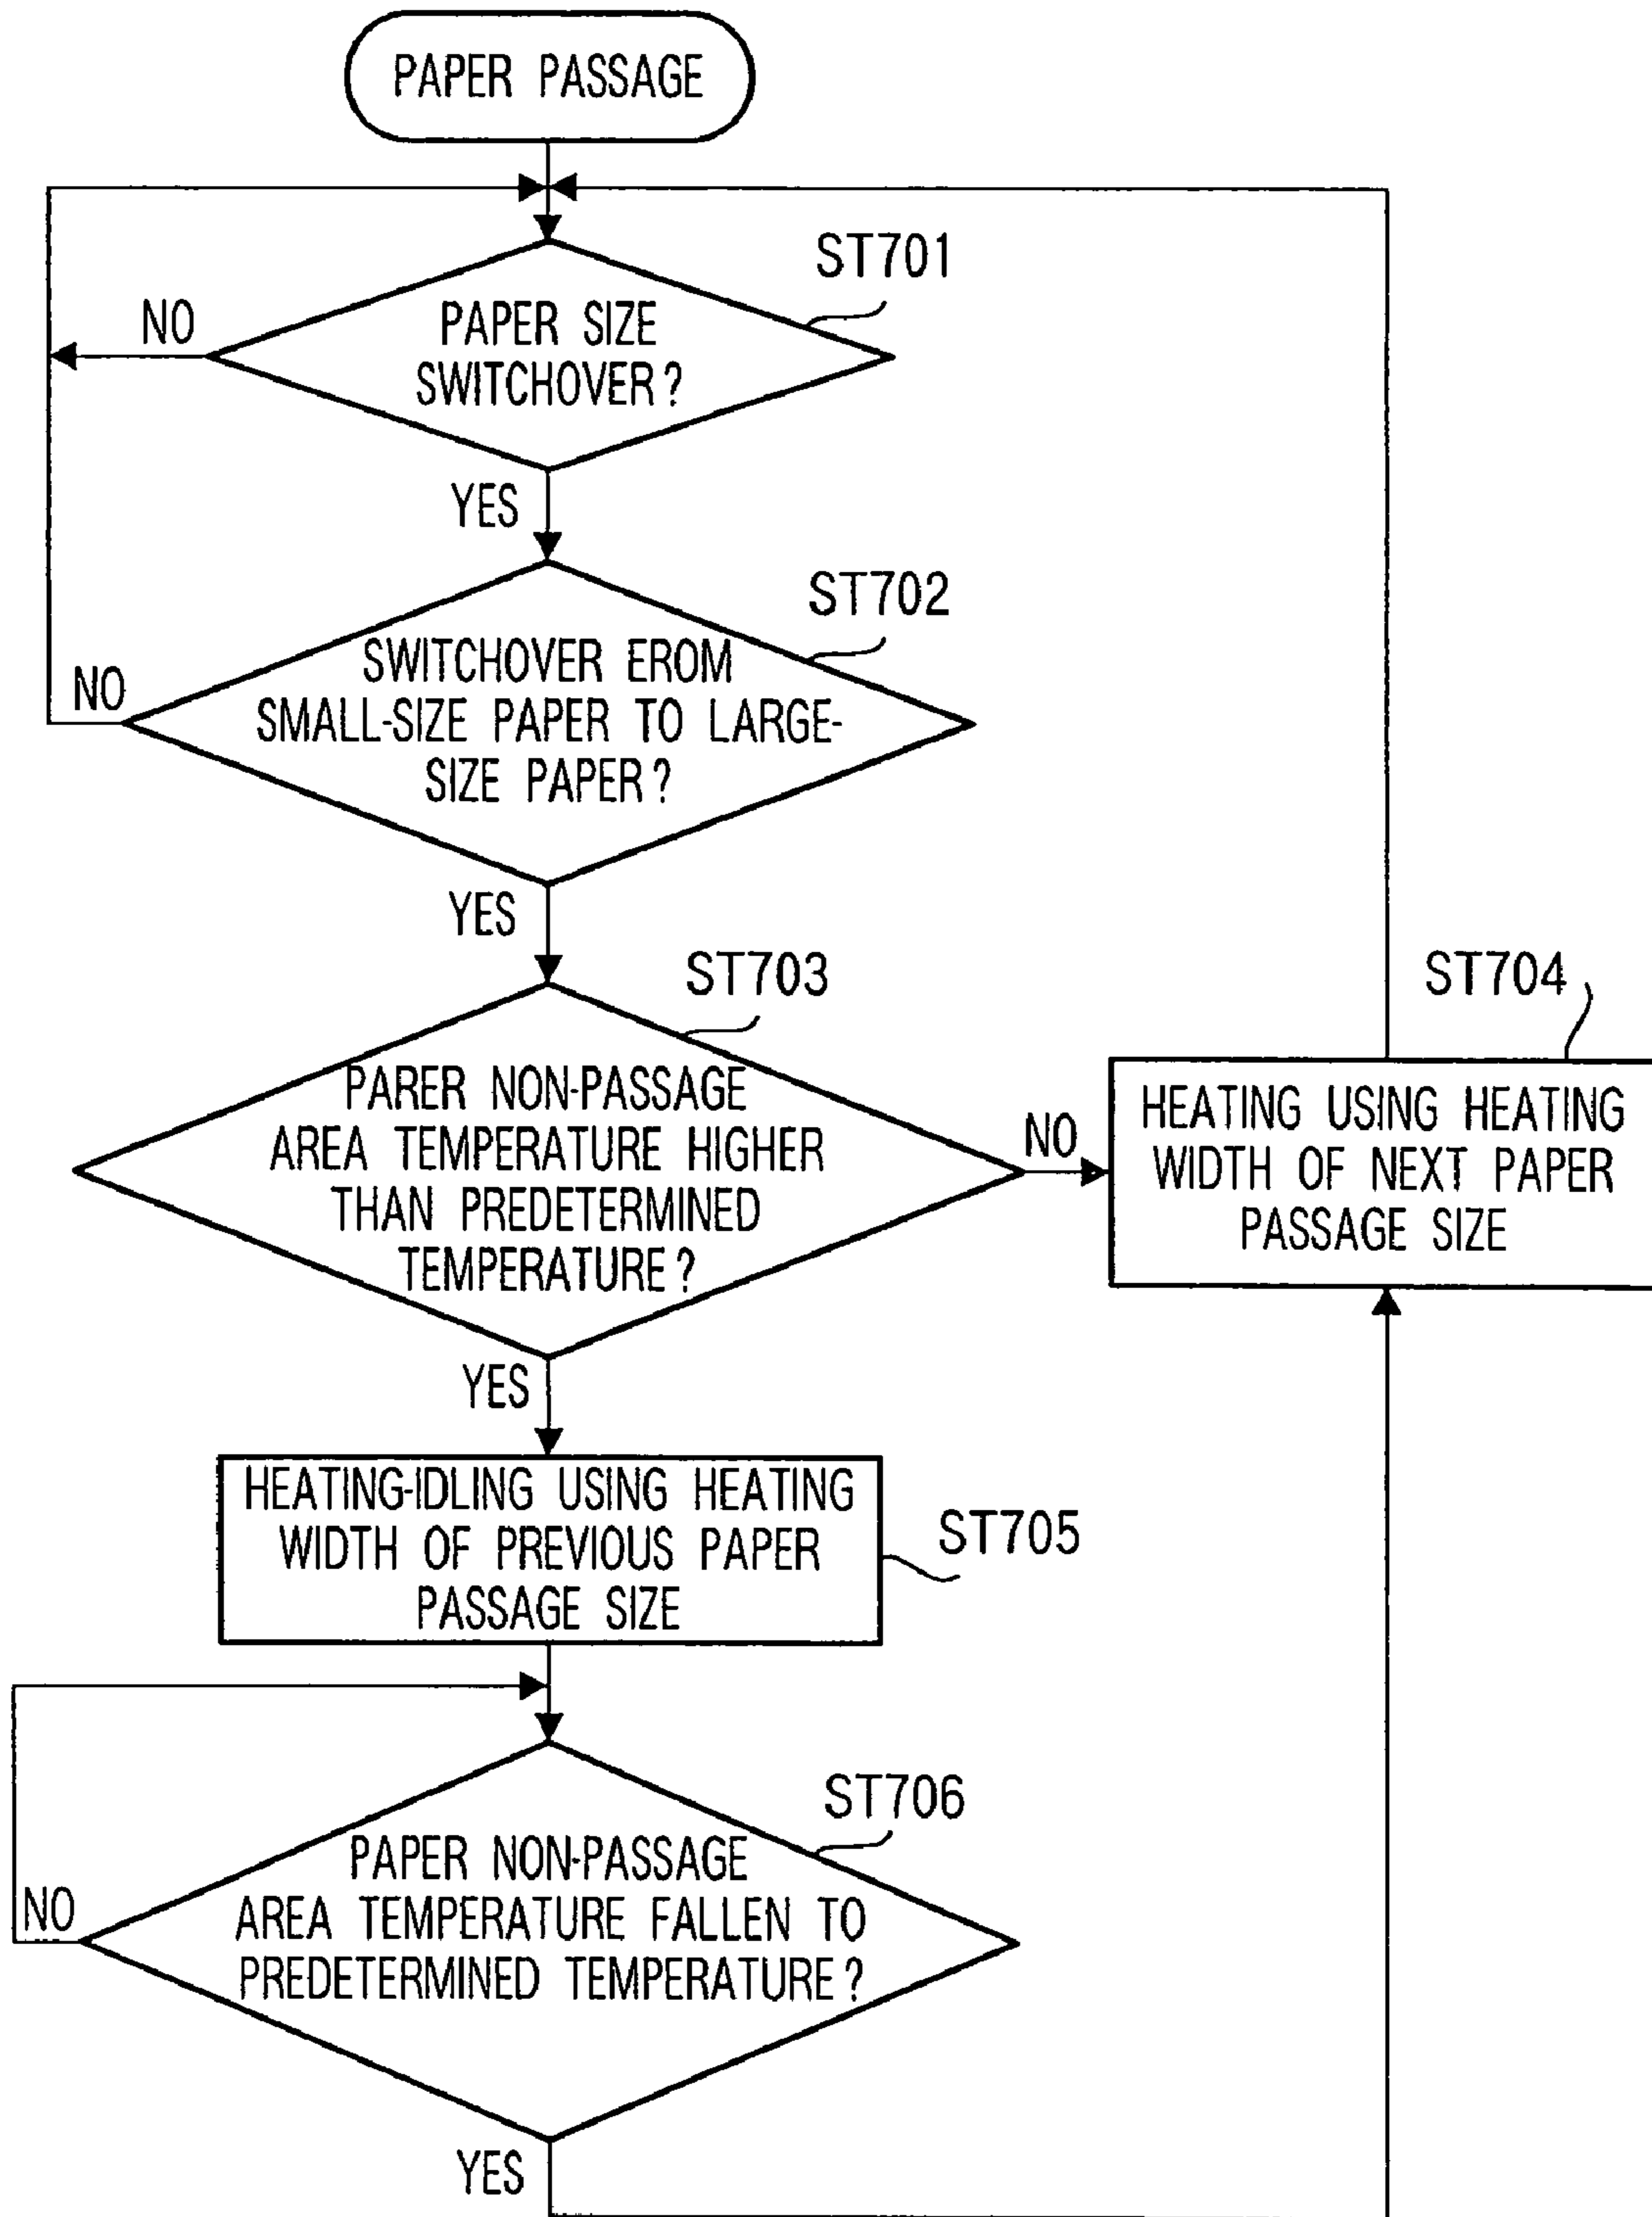 PAPER PASSAGE
ST701
PAPER SIZE
SWITCHOVER?
NO
YES
ST702
SWITCHOVER EROM
SMALL-SIZE PAPER TO LARGE-
SIZE PAPER?
NO
YES
ST703
PARER NON-PASSAGE
AREA TEMPERATURE HIGHER
THAN PREDETERMINED
TEMPERATURE?
NO
YES
ST704
HEATING USING HEATING
WIDTH OF NEXT PAPER
PASSAGE SIZE
HEATING-IDLING USING HEATING
WIDTH OF PREVIOUS PAPER
PASSAGE SIZE
ST705
ST706
PAPER NON-PASSAGE
AREA TEMPERATURE FALLEN TO
PREDETERMINED TEMPERATURE?
NO
YES